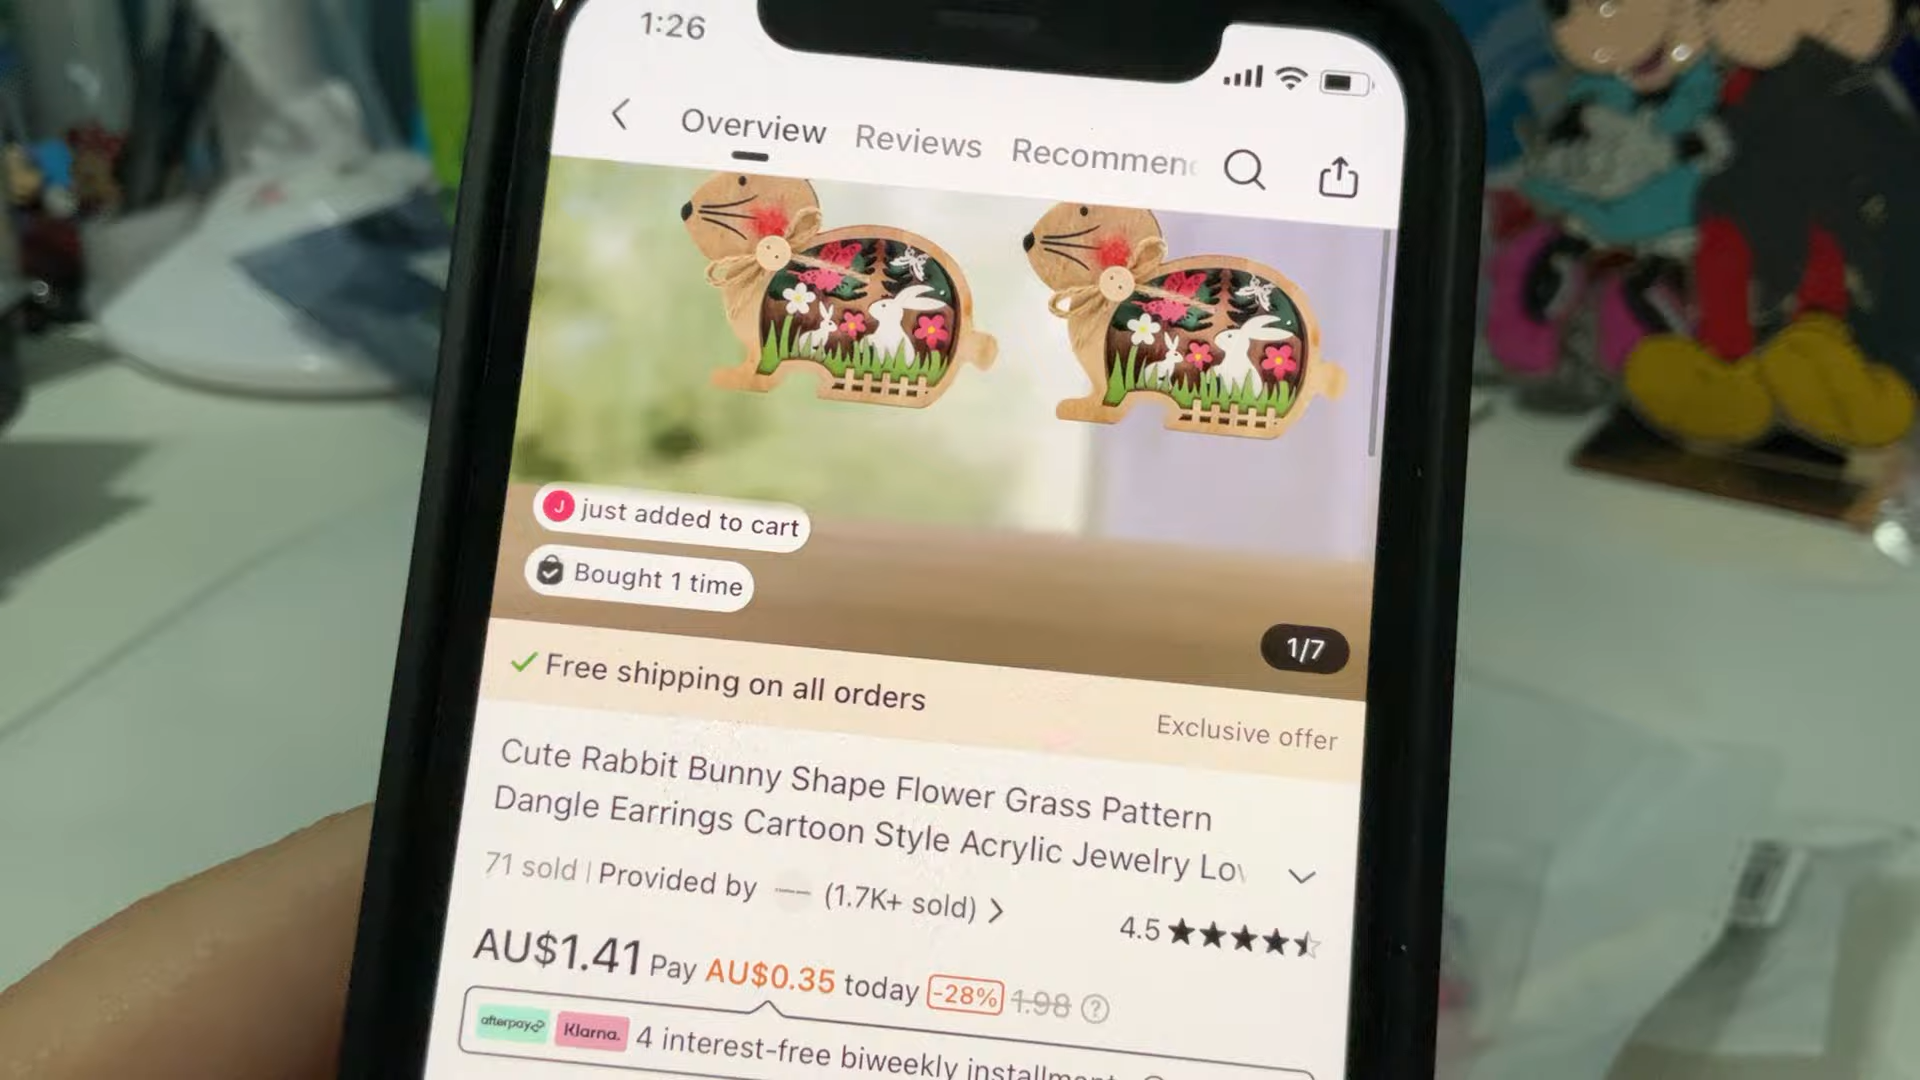 1:26
Overview Reviews Recommen
J just added to cart
Bought 1 time
1/7
Free shipping on all orders
Exclusive offer
Cute Rabbit Bunny Shape Flower Grass Pattern
Dangle Earrings Cartoon Style Acrylic Jewelry Lov
71 sold | Provided by (1.7K+ sold)
4.5
AU$1.41 Pay AU$0.35 today -28% 1.98
afterpay Klarna. 4 interest-free biweekly installment